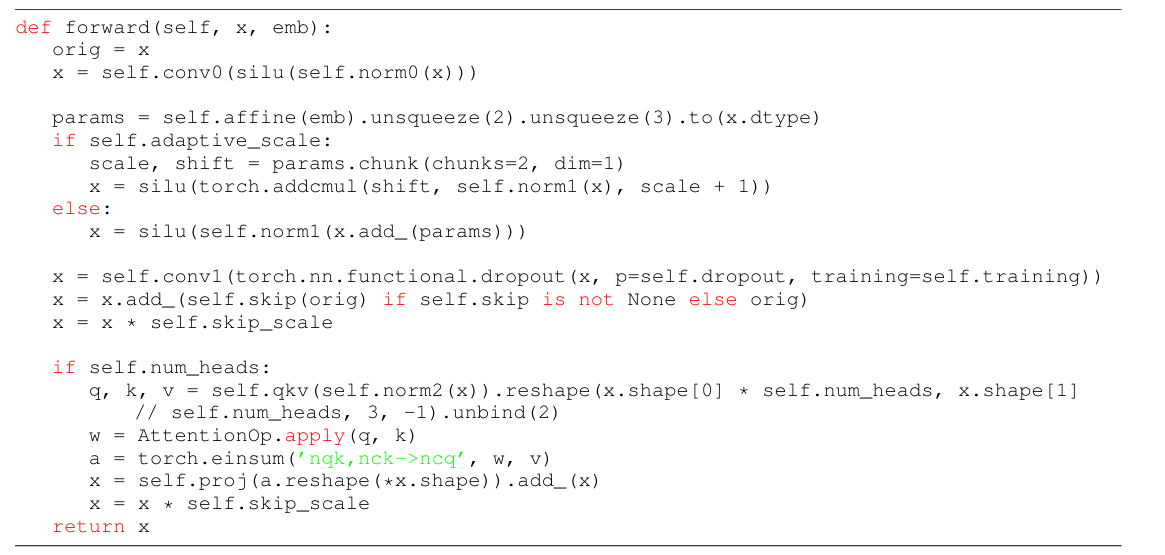 def forward(self, x, emb):
    orig = x
    x = self.conv0(silu(self.norm0(x)))

    params = self.affine(emb).unsqueeze(2).unsqueeze(3).to(x.dtype)
    if self.adaptive_scale:
        scale, shift = params.chunk(chunks=2, dim=1)
        x = silu(torch.addcmul(shift, self.norm1(x), scale + 1))
    else:
        x = silu(self.norm1(x.add_(params)))

    x = self.conv1(torch.nn.functional.dropout(x, p=self.dropout, training=self.training))
    x = x.add_(self.skip(orig) if self.skip is not None else orig)
    x = x * self.skip_scale

    if self.num_heads:
        q, k, v = self.qkv(self.norm2(x)).reshape(x.shape[0] * self.num_heads, x.shape[1]
            // self.num_heads, 3, -1).unbind(2)
        w = AttentionOp.apply(q, k)
        a = torch.einsum('nqk,nck->ncq', w, v)
        x = self.proj(a.reshape(*x.shape)).add_(x)
        x = x * self.skip_scale
    return x